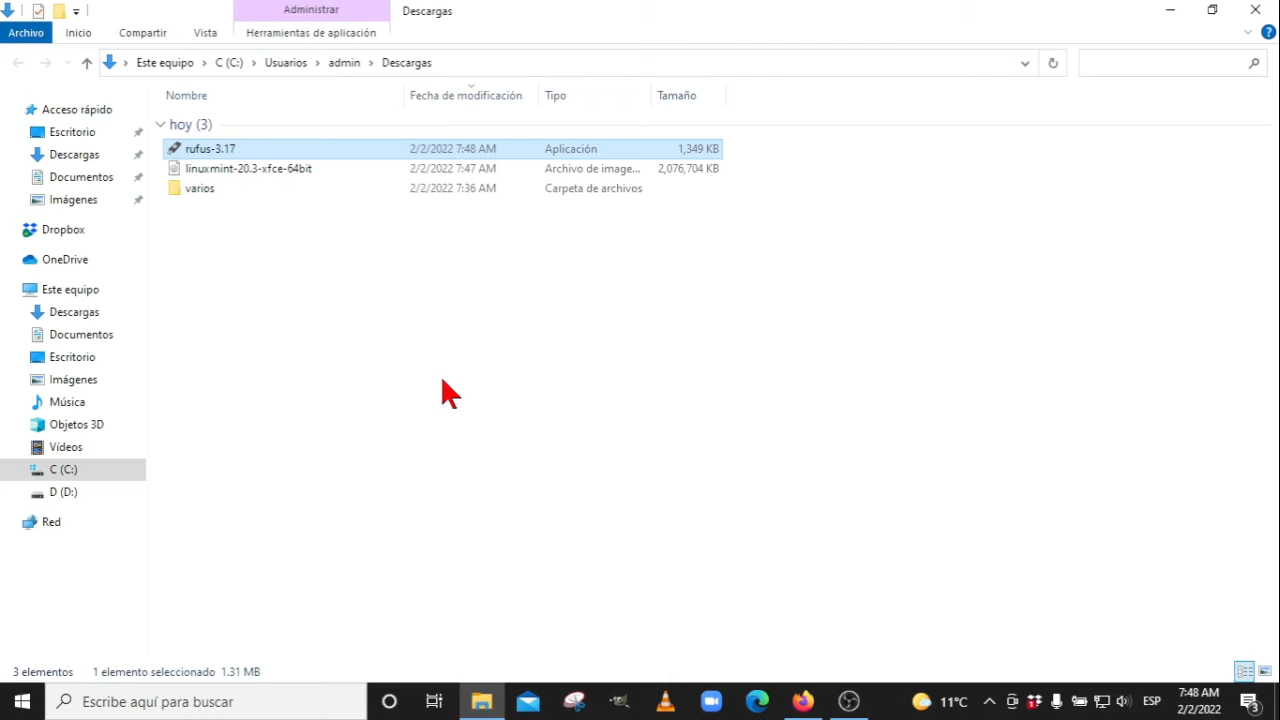 Administrar
Descargas
Archivo
Inicio
Compartir
Vista
Herramientas de aplicación
Este equipo
C (C:)
Usuarios
admin
Descargas
Nombre
Fecha de modificación
Tipo
Tamaño
hoy (3)
rufus-3.17 2/2/2022 7:48 AM Aplicación 1,349 KB
linuxmint-20.3-xfce-64bit 2/2/2022 7:47 AM Archivo de image... 2,076,704 KB
varios 2/2/2022 7:36 AM Carpeta de archivos
Acceso rápido
Escritorio
Descargas
Documentos
Imágenes
Dropbox
OneDrive
Este equipo
Descargas
Documentos
Escritorio
Imágenes
Música
Objetos 3D
Vídeos
C (C:)
D (D:)
Red
3 elementos
1 elemento seleccionado 1.31 MB
Escribe aquí para buscar
11°C
ESP
7:48 AM
2/2/2022
3